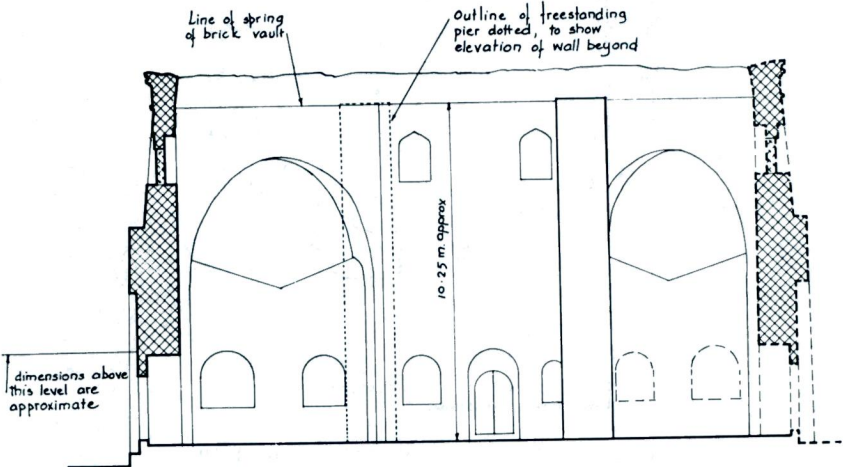 Line of spring
of brick vault
Outline of freestanding
pier dotted, to show
elevation of wall beyond
10·25 m. approx
dimensions above
this level are
approximate